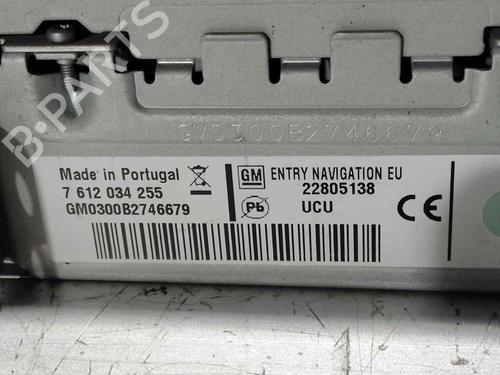 B-PARTS
GM0300B2746679
Made in Portugal
7 612 034 255
GM0300B2746679
GM ENTRY NAVIGATION EU
22805138
Pb UCU CE